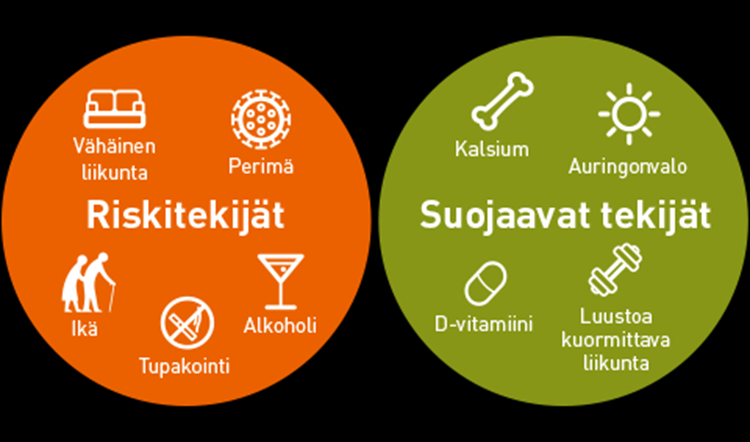 Vähäinen
liikunta
Perimä
Riskitekijät
Ikä
Tupakointi
Alkoholi
Kalsium
Auringonvalo
Suojaavat tekijät
D-vitamiini
Luustoa
kuormittava
liikunta